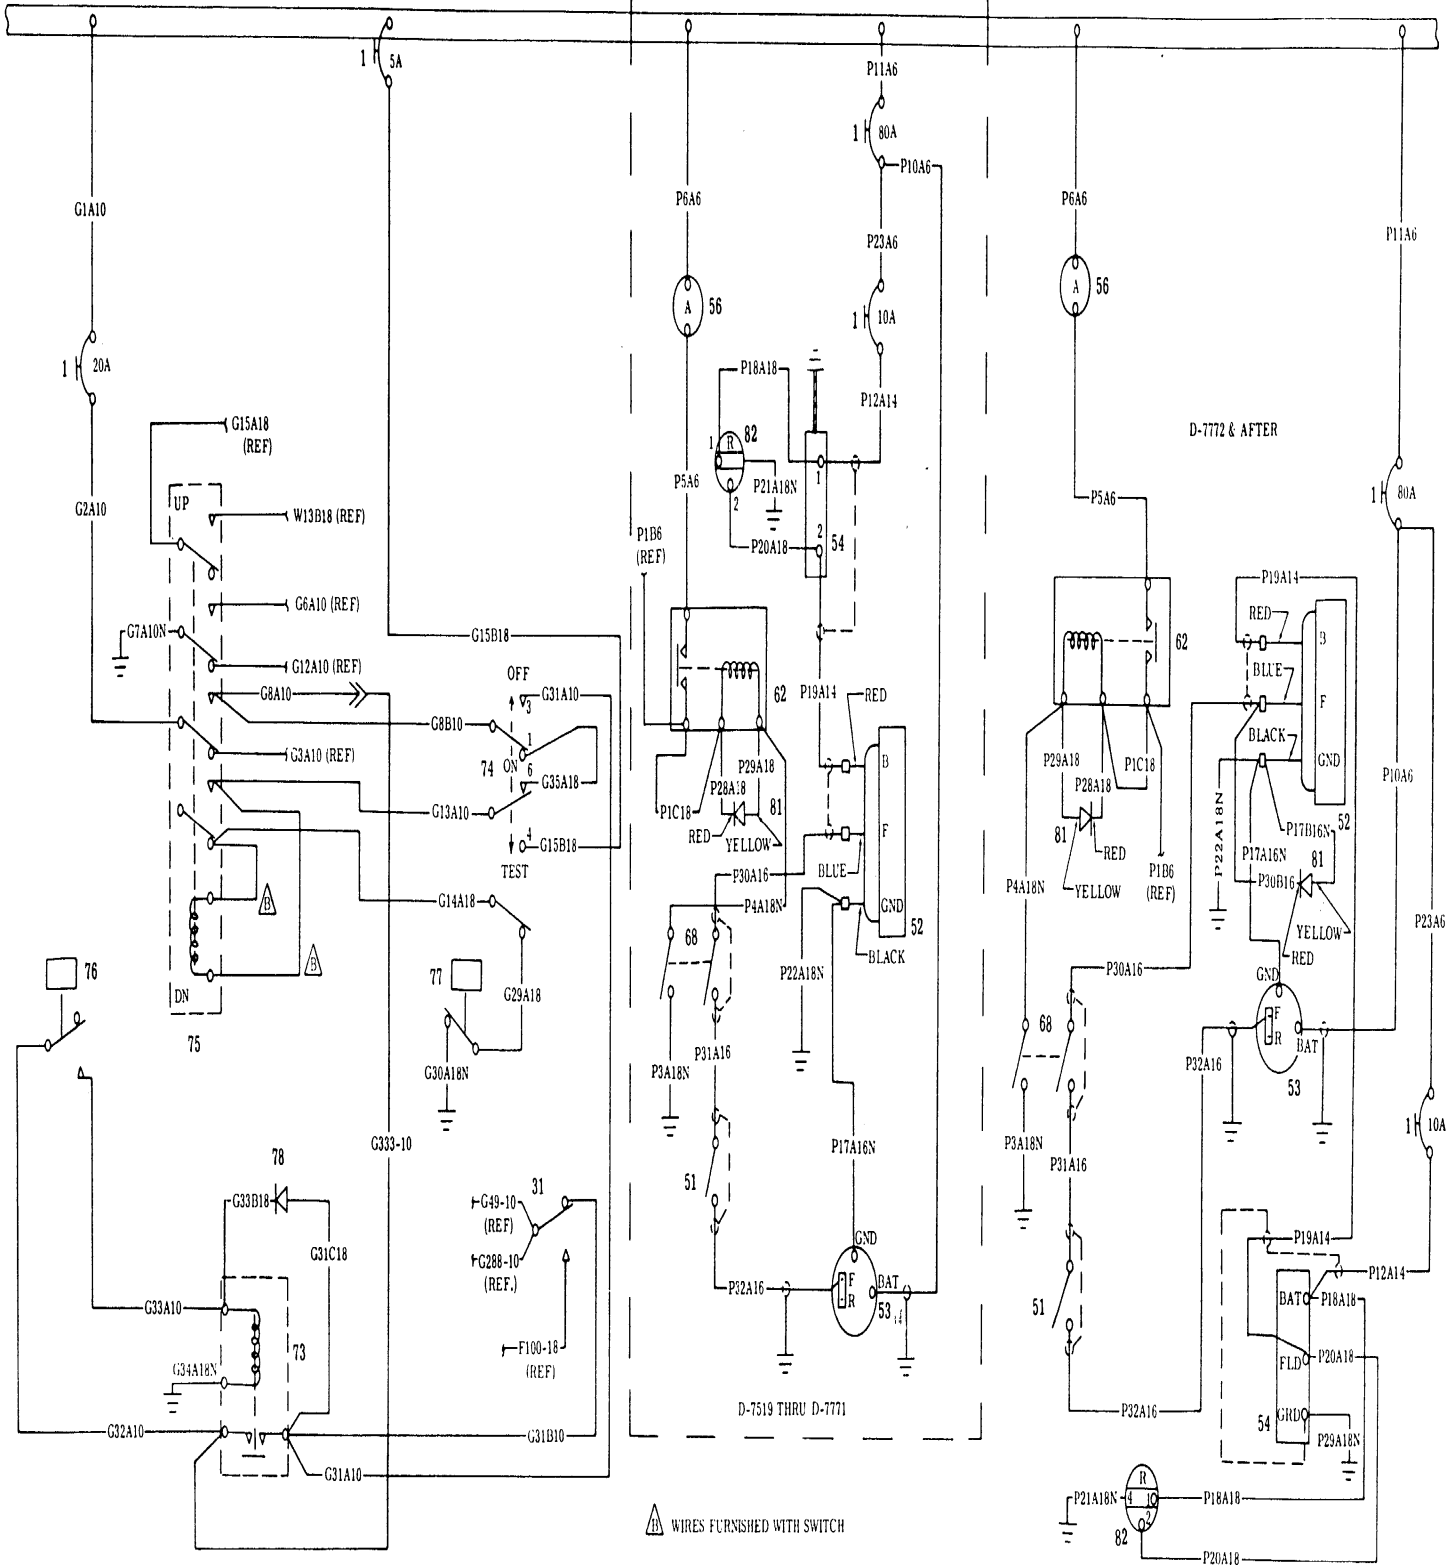 1
5A
P11A6
1
80A
P10A6
G1A10
P6A6
P23A6
P6A6
P11A6
A
56
1
10A
A
56
1
20A
P18A18
P12A14
D-7772 & AFTER
G15A18
(REF)
1
R
82
1
G2A10
P5A6
2
P21A18N
P5A6
1
80A
UP
W13B18 (REF)
P1B6
(REF)
P20A18
2
54
G6A10 (REF)
P19A14
RED
B
G7A10N
G15B18
62
G12A10 (REF)
OFF
BLUE
G8A10
3
G31A10
P19A14
RED
62
F
G8B10
1
BLACK
G3A10 (REF)
74
ON
6
P29A18
B
P29A18
P1C18
GND
G35A18
P28A18
P28A18
P10A6
G13A10
P1C18
81
P22A18N
52
RED
YELLOW
F
81
RED
P17B16N
4
G15B18
P17A16N
TEST
P30A16
BLUE
P1B6
(REF)
81
P30B16
G14A18
P4A18N
GND
P4A18N
YELLOW
B
68
52
P23A6
YELLOW
BLACK
RED
B
76
77
P22A18N
P30A16
GND
DN
G29A18
F
75
68
R
BAT
P31A16
P32A16
G30A18N
P3A18N
53
1
10A
G333-10
P17A16N
P3A18N
P31A16
78
51
G33B18
31
G49-10
(REF)
GND
G31C18
G288-10
(REF.)
P19A14
P32A16
F
R
BAT
P12A14
G33A10
53
51
BAT
P18A18
73
F100-18
(REF)
FLD
P20A18
G34A18N
D-7519 THRU D-7771
P32A16
54
GRD
G32A10
G31B10
P29A18N
G31A10
R
P21A18N
4
1
P18A18
2
B
WIRES FURNISHED WITH SWITCH
82
P20A18